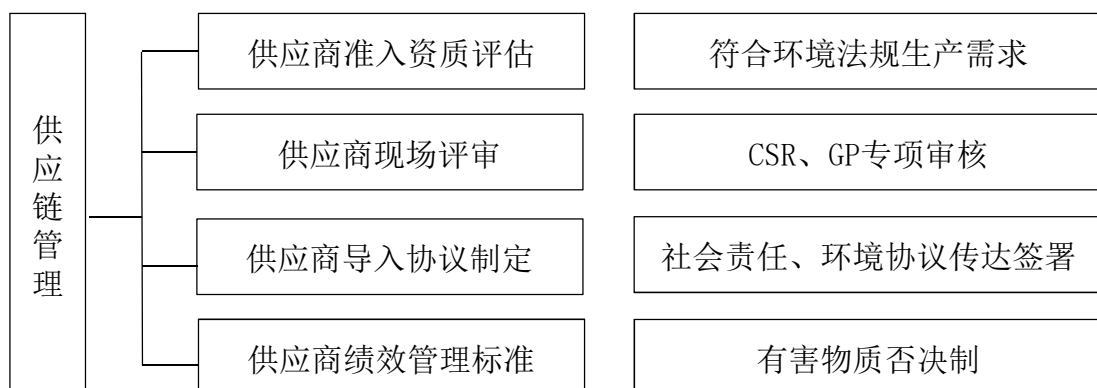 供应链管理
供应商准入资质评估
符合环境法规生产需求
供应商现场评审
CSR、GP专项审核
供应商导入协议制定
社会责任、环境协议传达签署
供应商绩效管理标准
有害物质否决制